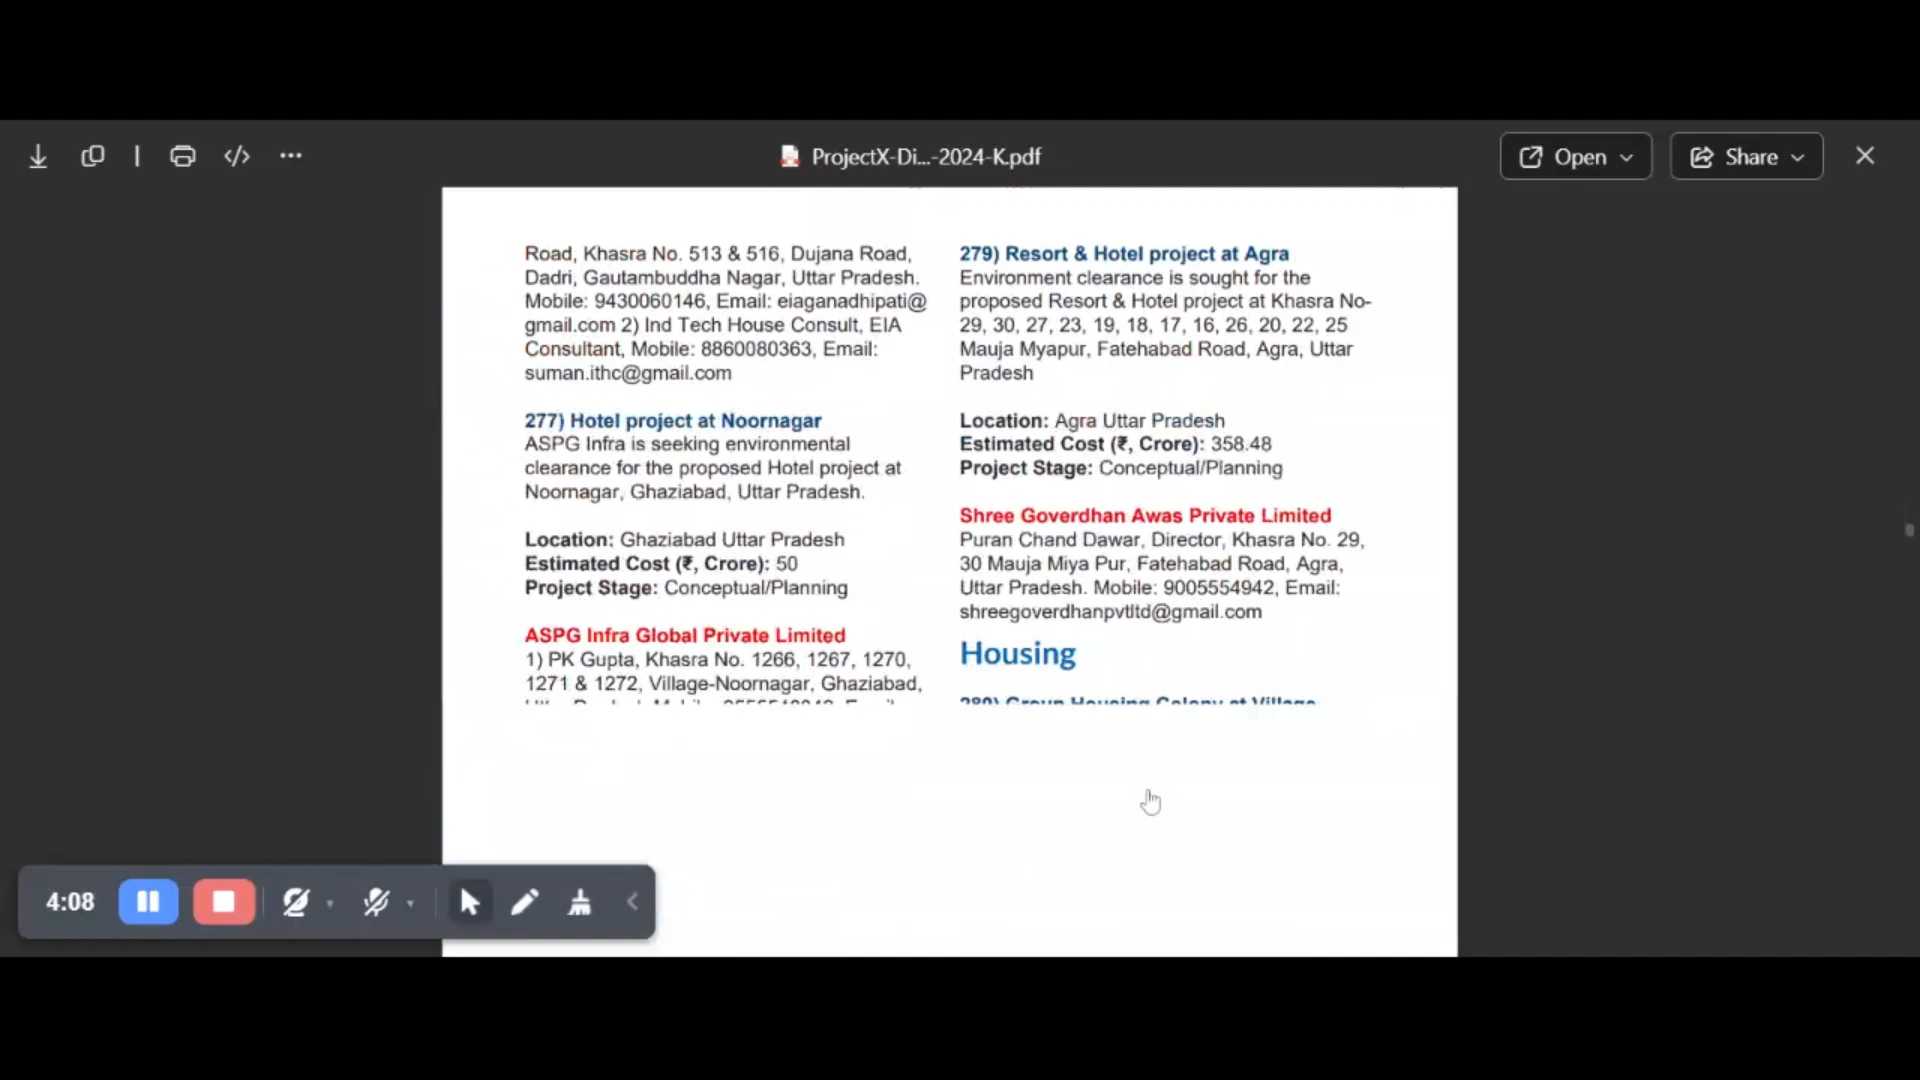 ProjectX-Di...-2024-K.pdf
Open
Share
Road, Khasra No. 513 & 516, Dujana Road,
Dadri, Gautambuddha Nagar, Uttar Pradesh.
Mobile: 9430060146, Email: eiaganadhipati@
gmail.com 2) Ind Tech House Consult, EIA
Consultant, Mobile: 8860080363, Email:
suman.ithc@gmail.com
277) Hotel project at Noornagar
ASPG Infra is seeking environmental
clearance for the proposed Hotel project at
Noornagar, Ghaziabad, Uttar Pradesh.
Location: Ghaziabad Uttar Pradesh
Estimated Cost (₹, Crore): 50
Project Stage: Conceptual/Planning
ASPG Infra Global Private Limited
1) PK Gupta, Khasra No. 1266, 1267, 1270,
1271 & 1272, Village-Noornagar, Ghaziabad,
279) Resort & Hotel project at Agra
Environment clearance is sought for the
proposed Resort & Hotel project at Khasra No-
29, 30, 27, 23, 19, 18, 17, 16, 26, 20, 22, 25
Mauja Myapur, Fatehabad Road, Agra, Uttar
Pradesh
Location: Agra Uttar Pradesh
Estimated Cost (₹, Crore): 358.48
Project Stage: Conceptual/Planning
Shree Goverdhan Awas Private Limited
Puran Chand Dawar, Director, Khasra No. 29,
30 Mauja Miya Pur, Fatehabad Road, Agra,
Uttar Pradesh. Mobile: 9005554942, Email:
shreegoverdhanpvtltd@gmail.com
Housing
280) Group Housing Colony at Village
4:08